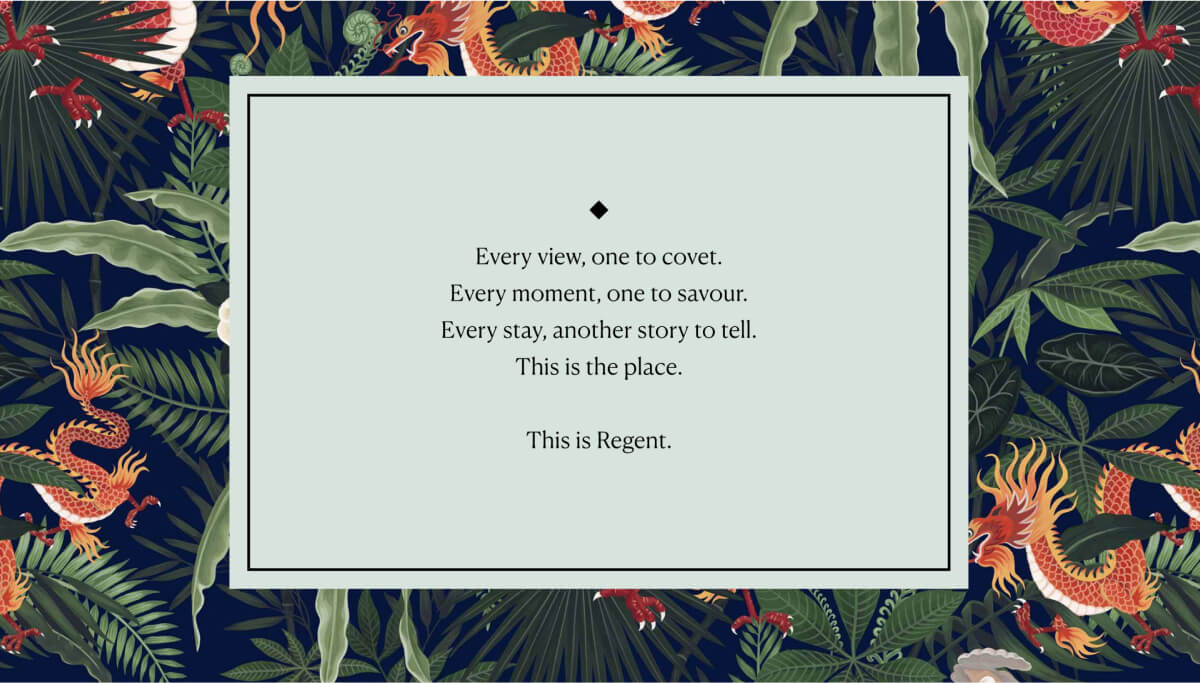 Every view, one to covet.
Every moment, one to savour.
Every stay, another story to tell.
This is the place.
This is Regent.